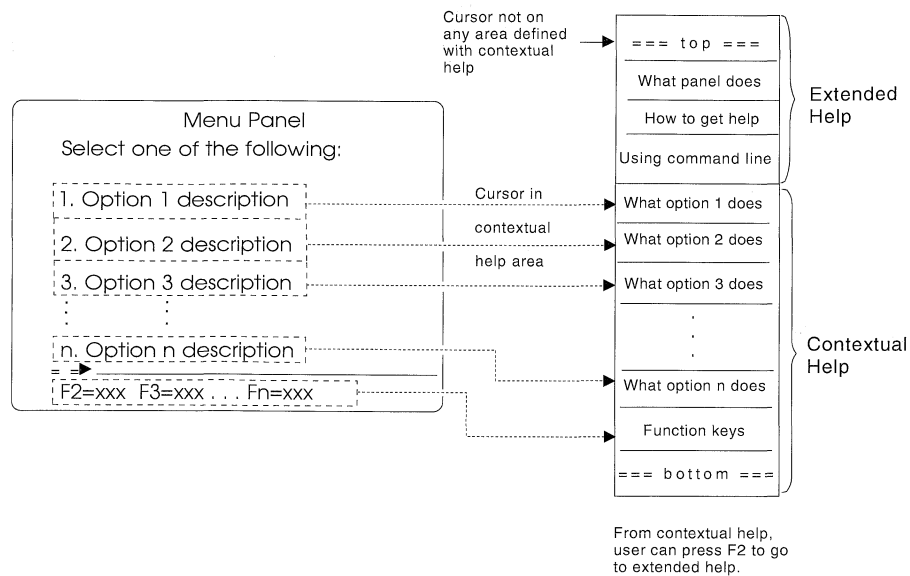 Cursor not on
any area defined
with contextual
help
Menu Panel
Select one of the following:
1. Option 1 description
2. Option 2 description
3. Option 3 description
:
:
n. Option n description
= =►
F2=xxx F3=xxx . . . Fn=xxx
Cursor in
contextual
help area
=== top ===
What panel does
How to get help
Using command line
What option 1 does
What option 2 does
What option 3 does
.
.
.
What option n does
Function keys
=== bottom ===
Extended
Help
Contextual
Help
From contextual help,
user can press F2 to go
to extended help.